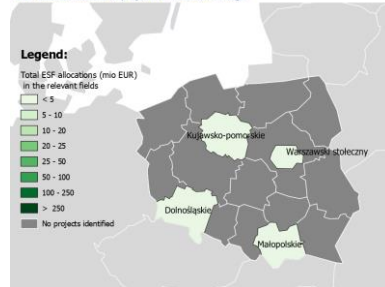 Legend:
Total ESF allocations (mio EUR)
in the relevant fields
< 5
5 - 10
10 - 20
20 - 25
25 - 50
50 - 100
100 - 250
> 250
No projects identified
Kujawsko-pomorskie
Warszawski stołeczny
Dolnośląskie
Małopolskie